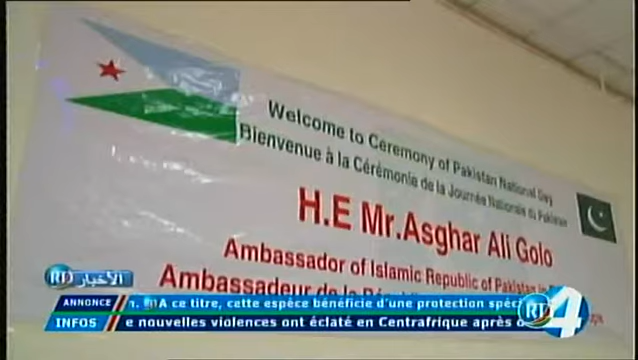 Welcome to Ceremony of Pakistan National Day
Bienvenue à la Cérémonie de la Journée Nationale du Pakistan
H.E Mr.Asghar Ali Golo
Ambassador of Islamic Republic of Pakistan in
Ambassadeur de la
RTD الأخبار
ANNONCE A ce titre, cette espèce bénéficie d'une protection spéci
INFOS e nouvelles violences ont éclaté en Centrafrique après
RTD 4